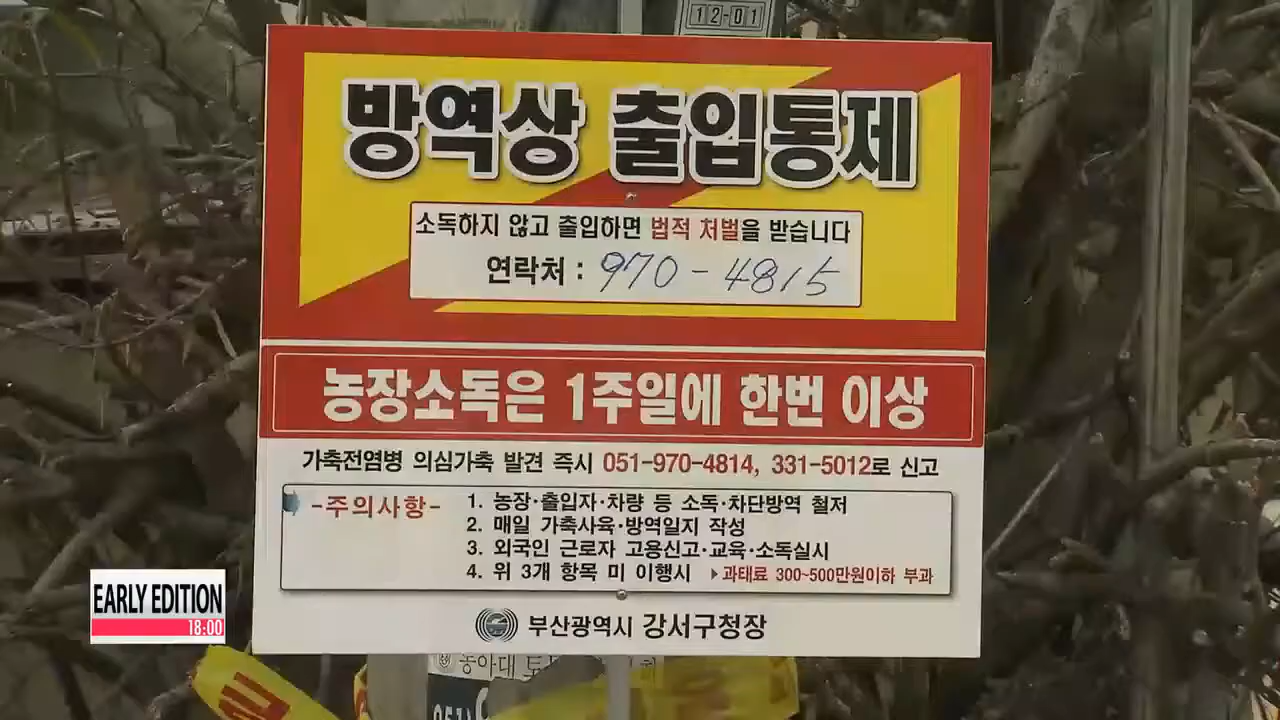 12-01
방역상 출입통제
소독하지 않고 출입하면 법적 처벌을 받습니다
연락처 : 970-4815
농장소독은 1주일에 한번 이상
가축전염병 의심가축 발견 즉시 051-970-4814, 331-5012로 신고
-주의사항-
1. 농장·출입자·차량 등 소독·차단방역 철저
2. 매일 가축사육·방역일지 작성
3. 외국인 근로자 고용신고·교육·소독실시
4. 위 3개 항목 미 이행시 ▶과태료 300~500만원이하 부과
부산광역시 강서구청장
동아대
EARLY EDITION
18:00